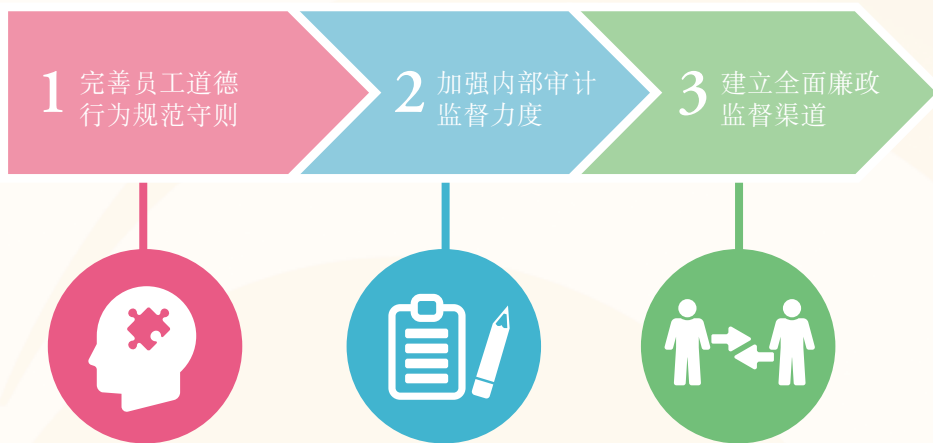 1 完善员工道德
行为规范守则
2 加强内部审计
监督力度
3 建立全面廉政
监督渠道